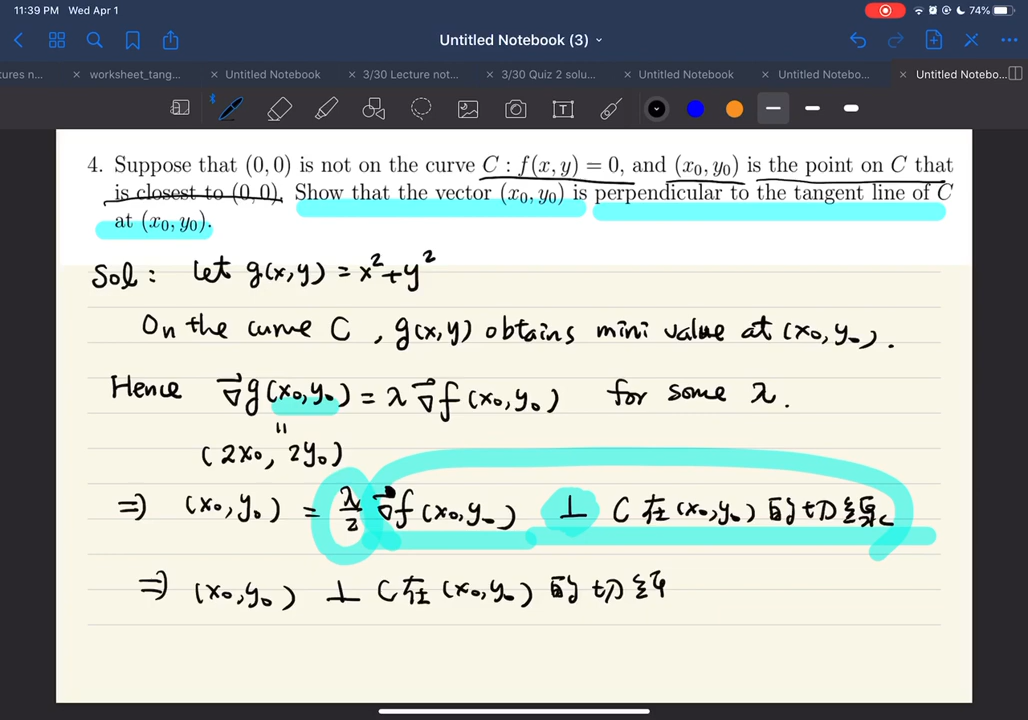 11:39 PM Wed Apr 1
74%
Untitled Notebook (3)
tures n... worksheet_tang... Untitled Notebook 3/30 Lecture not... 3/30 Quiz 2 solu... Untitled Notebook Untitled Notebo... Untitled Notebo...
4. Suppose that (0, 0) is not on the curve C : f(x, y) = 0, and (x₀, y₀) is the point on C that
is closest to (0, 0). Show that the vector (x₀, y₀) is perpendicular to the tangent line of C
at (x₀, y₀).
Sol : Let g(x,y) = x²+y²
On the curve C , g(x,y) obtains mini value at (x₀, y₀).
Hence ∇⃗g(x₀,y₀) = λ ∇⃗f (x₀,y₀) for some λ.
"
(2x₀, 2y₀)
⇒ (x₀,y₀) = λ/2 ∇⃗f (x₀,y₀) ⊥ C在(x₀,y₀)的切線
⇒ (x₀,y₀) ⊥ C在(x₀,y₀)的切